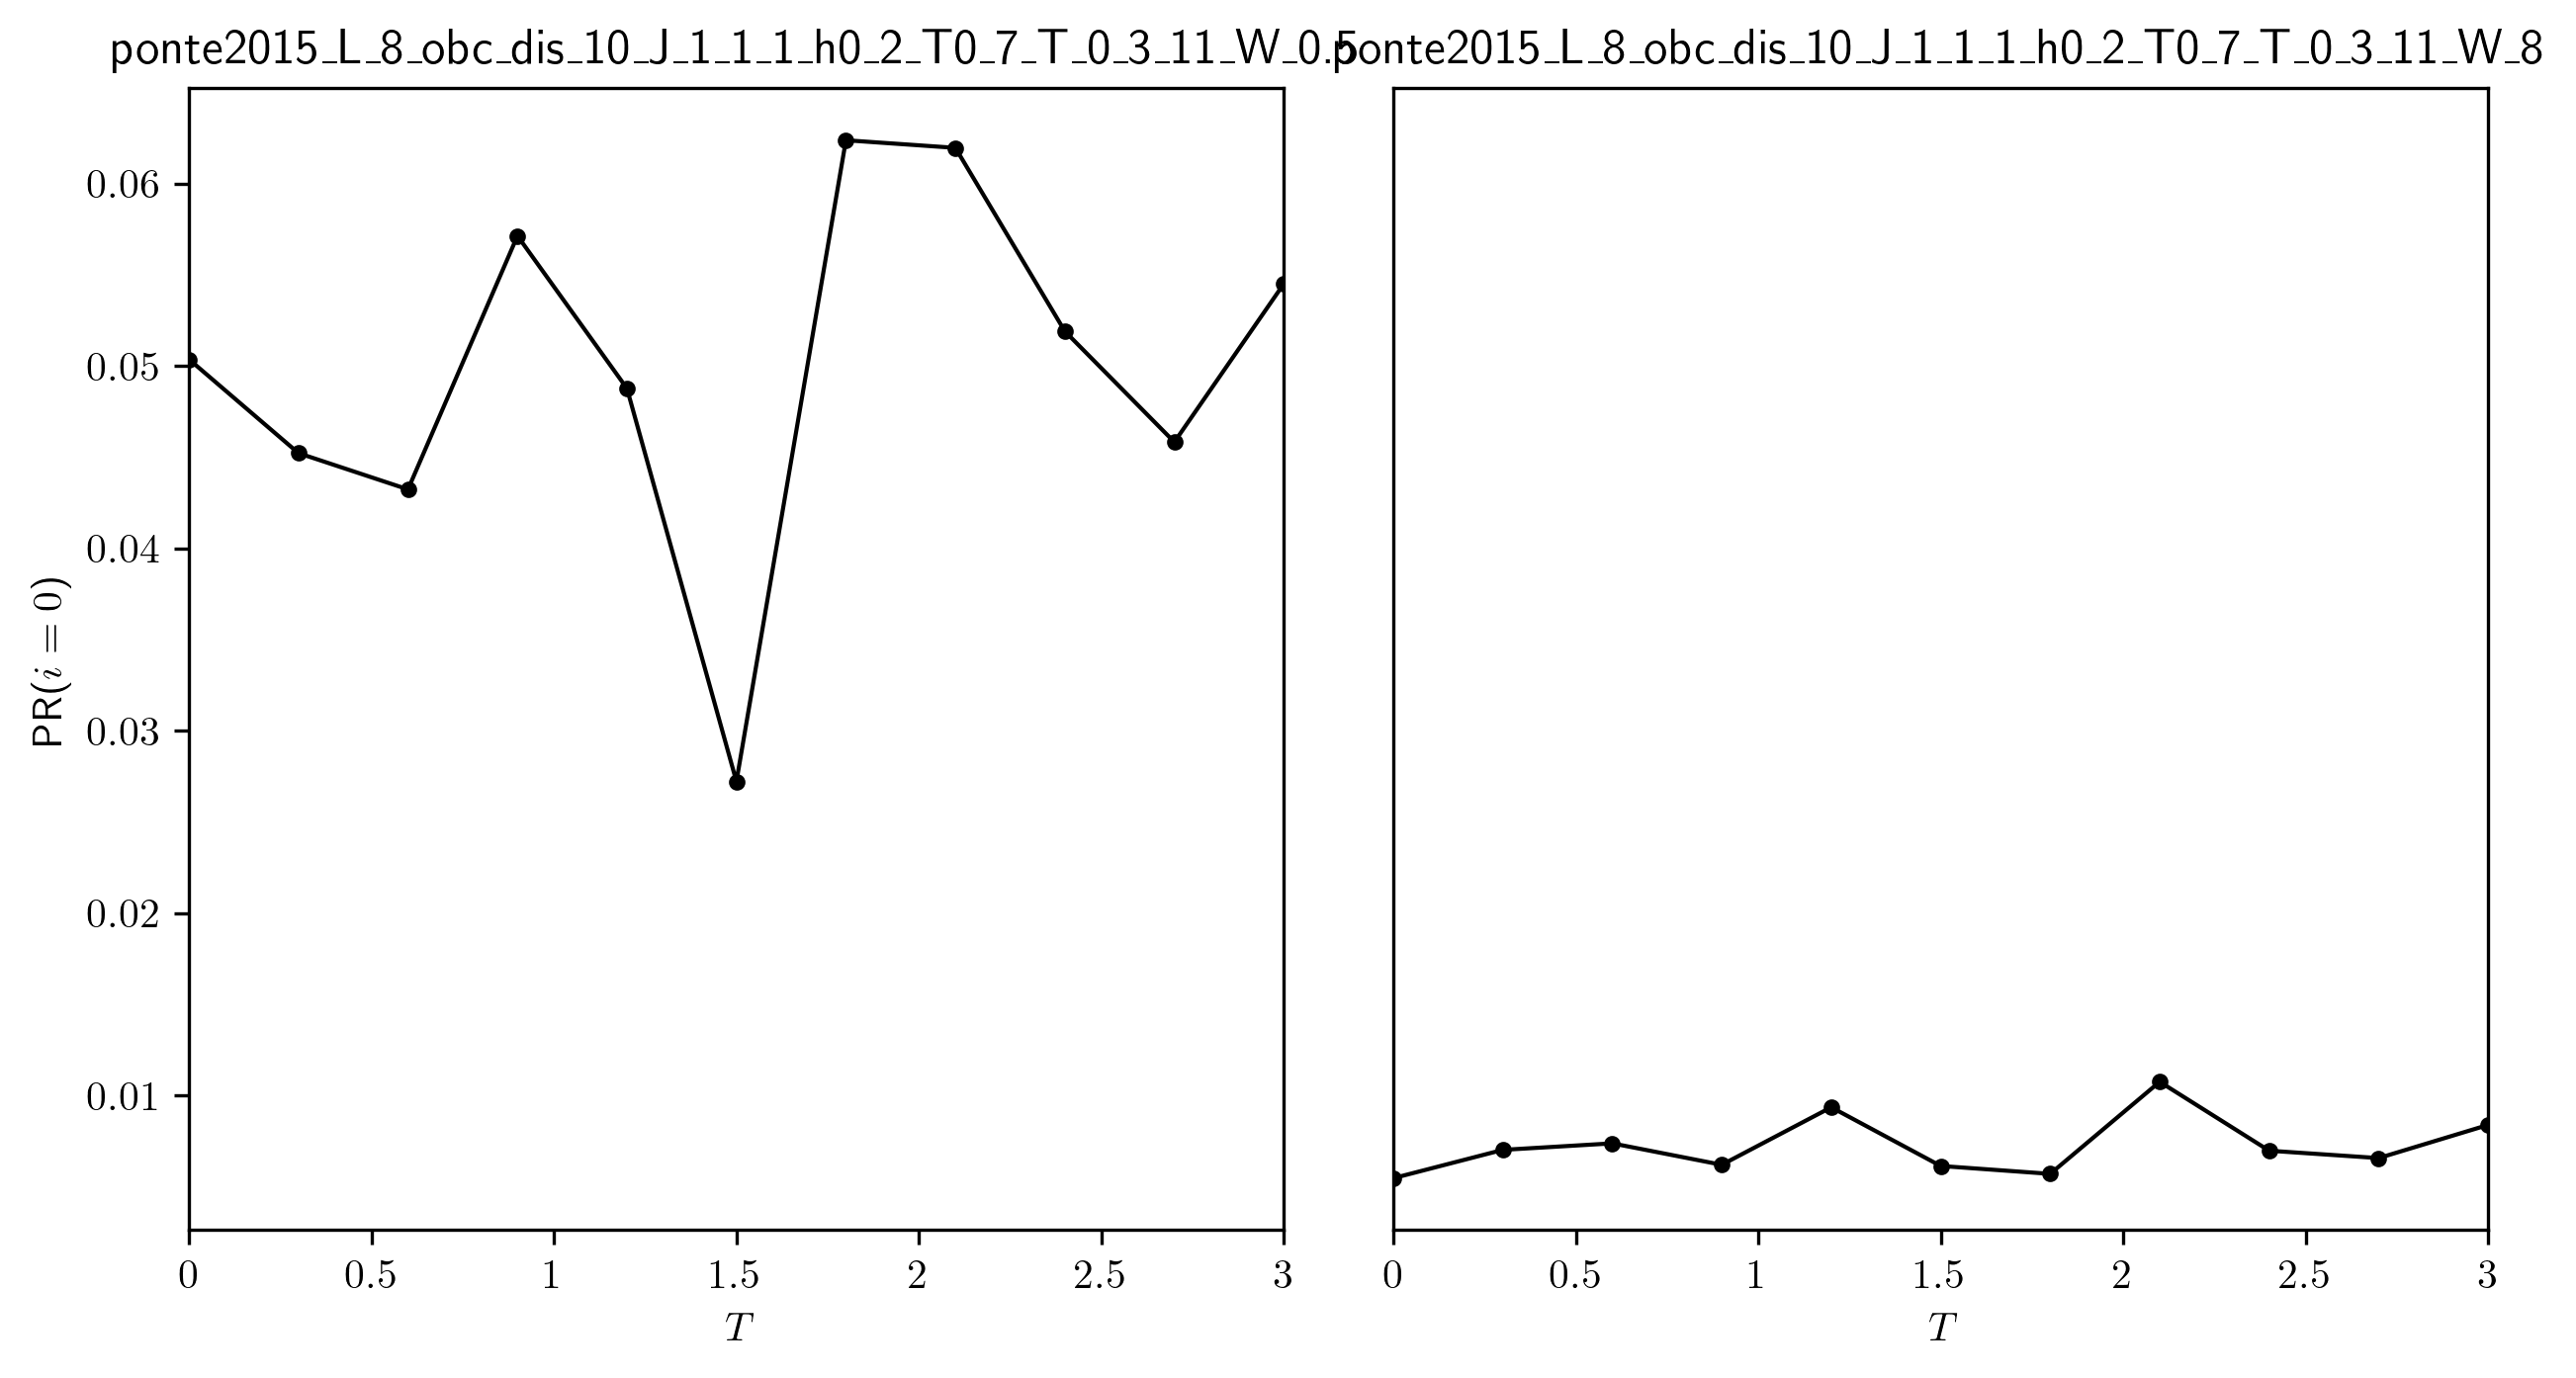 ponte2015_L_8_obc_dis_10_J_1_1_1_h0_2_T0_7_T_0_3_11_W_0.5
ponte2015_L_8_obc_dis_10_J_1_1_1_h0_2_T0_7_T_0_3_11_W_8
PR(i = 0)
0.06
0.05
0.04
0.03
0.02
0.01
0 0.5 1 1.5 2 2.5 3
T
0 0.5 1 1.5 2 2.5 3
T